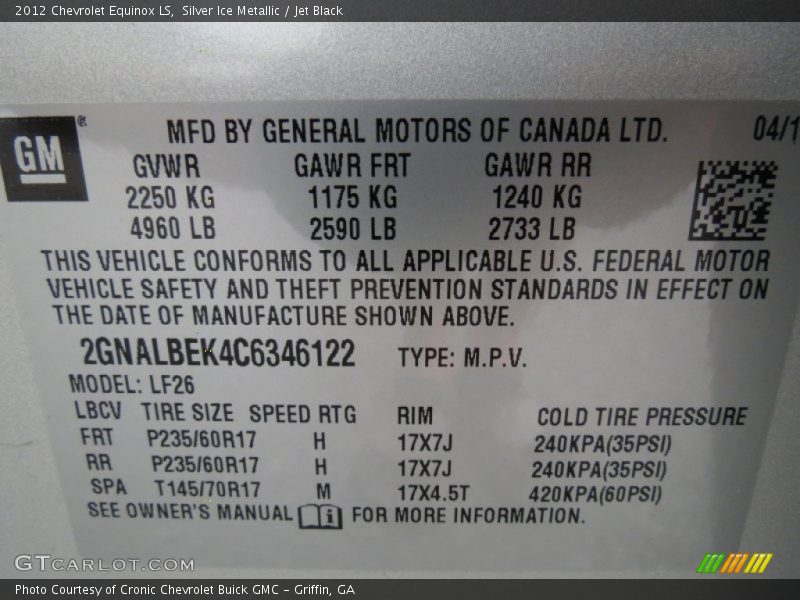 2012 Chevrolet Equinox LS,  Silver Ice Metallic / Jet Black
GM® MFD BY GENERAL MOTORS OF CANADA LTD. 04/1
GVWR GAWR FRT GAWR RR
2250 KG 1175 KG 1240 KG
4960 LB 2590 LB 2733 LB
THIS VEHICLE CONFORMS TO ALL APPLICABLE U.S. FEDERAL MOTOR
VEHICLE SAFETY AND THEFT PREVENTION STANDARDS IN EFFECT ON
THE DATE OF MANUFACTURE SHOWN ABOVE.
2GNALBEK4C6346122 TYPE: M.P.V.
MODEL: LF26
LBCV TIRE SIZE SPEED RTG RIM COLD TIRE PRESSURE
FRT P235/60R17 H 17X7J 240KPA(35PSI)
RR P235/60R17 H 17X7J 240KPA(35PSI)
SPA T145/70R17 M 17X4.5T 420KPA(60PSI)
SEE OWNER'S MANUAL i FOR MORE INFORMATION.
GTCARLOT.COM
Photo Courtesy of Cronic Chevrolet Buick GMC - Griffin, GA